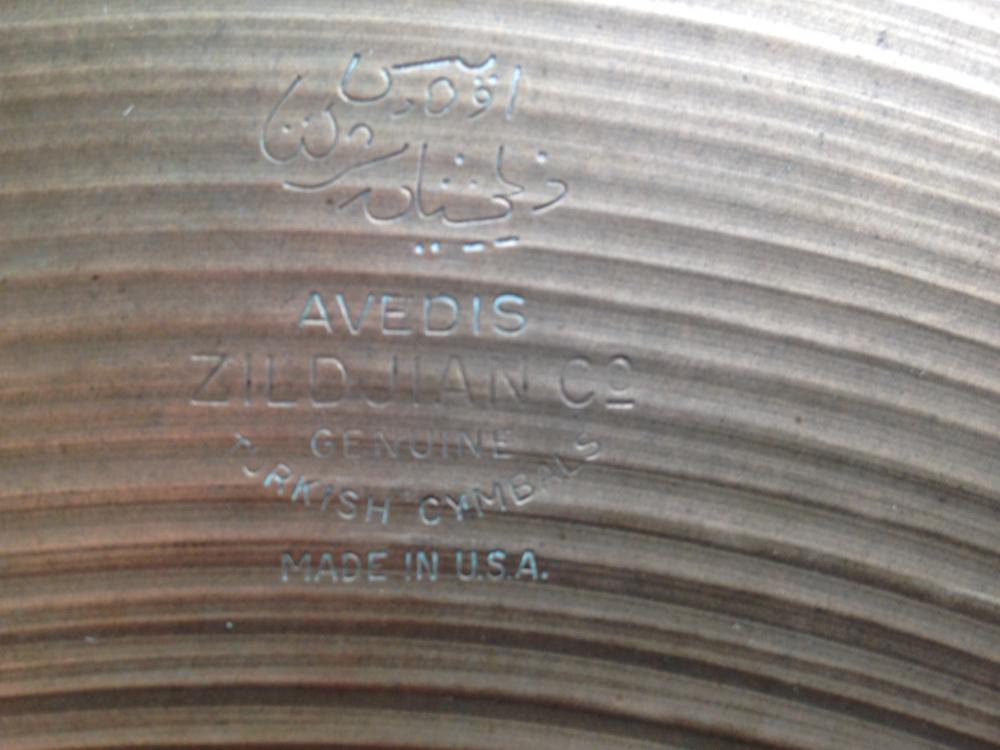 AVEDIS
ZILDJIAN Cº
GENUINE
TURKISH CYMBALS
MADE IN U.S.A.